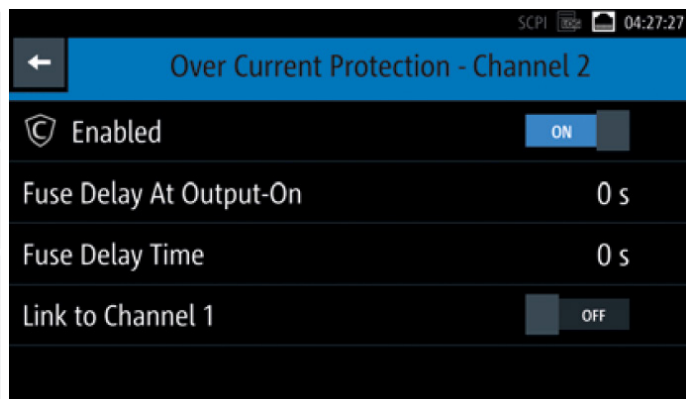 SCPI 04:27:27
Over Current Protection - Channel 2
C Enabled ON
Fuse Delay At Output-On 0 s
Fuse Delay Time 0 s
Link to Channel 1 OFF